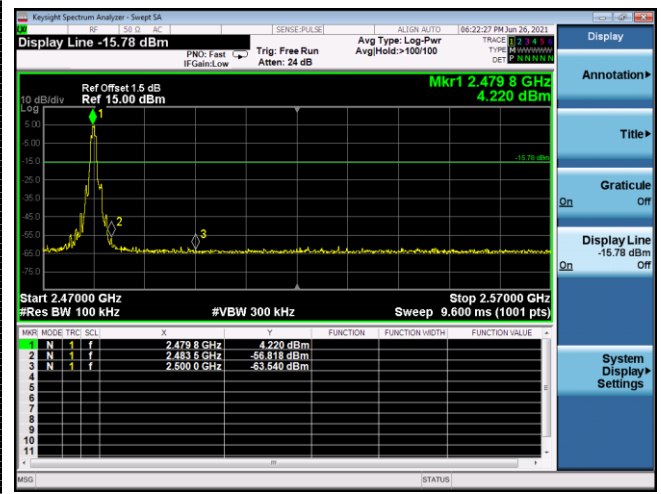 Keysight Spectrum Analyzer - Swept SA
RF 50 Ω AC SENSE:PULSE ALIGN AUTO 06:22:27 PM Jun 26, 2021
Display Line -15.78 dBm
PNO: Fast
IFGain:Low
Trig: Free Run
Atten: 24 dB
Avg Type: Log-Pwr
Avg|Hold:>100/100
TRACE 1 2 3 4 5 6
TYPE M W W W W W
DET P N N N N N
Ref Offset 1.5 dB
10 dB/div Ref 15.00 dBm
Log
Mkr1 2.479 8 GHz
4.220 dBm
1
5.00
-5.00
-15.0
-15.78 dBm
-25.0
-35.0
-45.0
2
-55.0
3
-65.0
-75.0
Start 2.47000 GHz Stop 2.57000 GHz
#Res BW 100 kHz #VBW 300 kHz Sweep 9.600 ms (1001 pts)
MKR MODE TRC SCL X Y FUNCTION FUNCTION WIDTH FUNCTION VALUE
1 N 1 f 2.479 8 GHz 4.220 dBm
2 N 1 f 2.483 5 GHz -56.818 dBm
3 N 1 f 2.500 0 GHz -63.540 dBm
4
5
6
7
8
9
10
11
MSG STATUS
Display
Annotation
Title
Graticule
On Off
Display Line
-15.78 dBm
On Off
System
Display
Settings